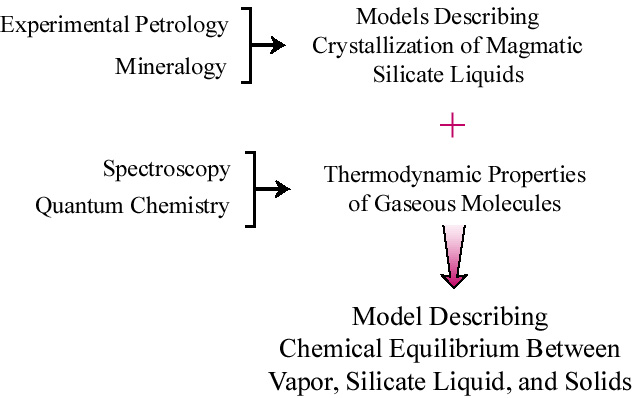 Experimental Petrology
Mineralogy
Models Describing
Crystallization of Magmatic
Silicate Liquids
+
Spectroscopy
Quantum Chemistry
Thermodynamic Properties
of Gaseous Molecules
Model Describing
Chemical Equilibrium Between
Vapor, Silicate Liquid, and Solids